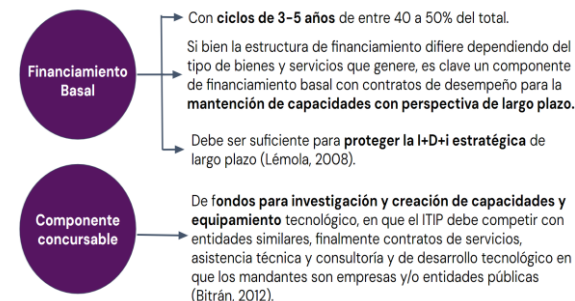 Financiamiento
Basal
Con ciclos de 3-5 años de entre 40 a 50% del total.
Si bien la estructura de financiamiento difiere dependiendo del
tipo de bienes y servicios que genere, es clave un componente
de financiamiento basal con contratos de desempeño para la
mantención de capacidades con perspectiva de largo plazo.
Debe ser suficiente para proteger la I+D+i estratégica de
largo plazo (Lémola, 2008).
Componente
concursable
De fondos para investigación y creación de capacidades y
equipamiento tecnológico, en que el ITIP debe competir con
entidades similares, finalmente contratos de servicios,
asistencia técnica y consultoría y de desarrollo tecnológico en
que los mandantes son empresas y/o entidades públicas
(Bitrán, 2012).